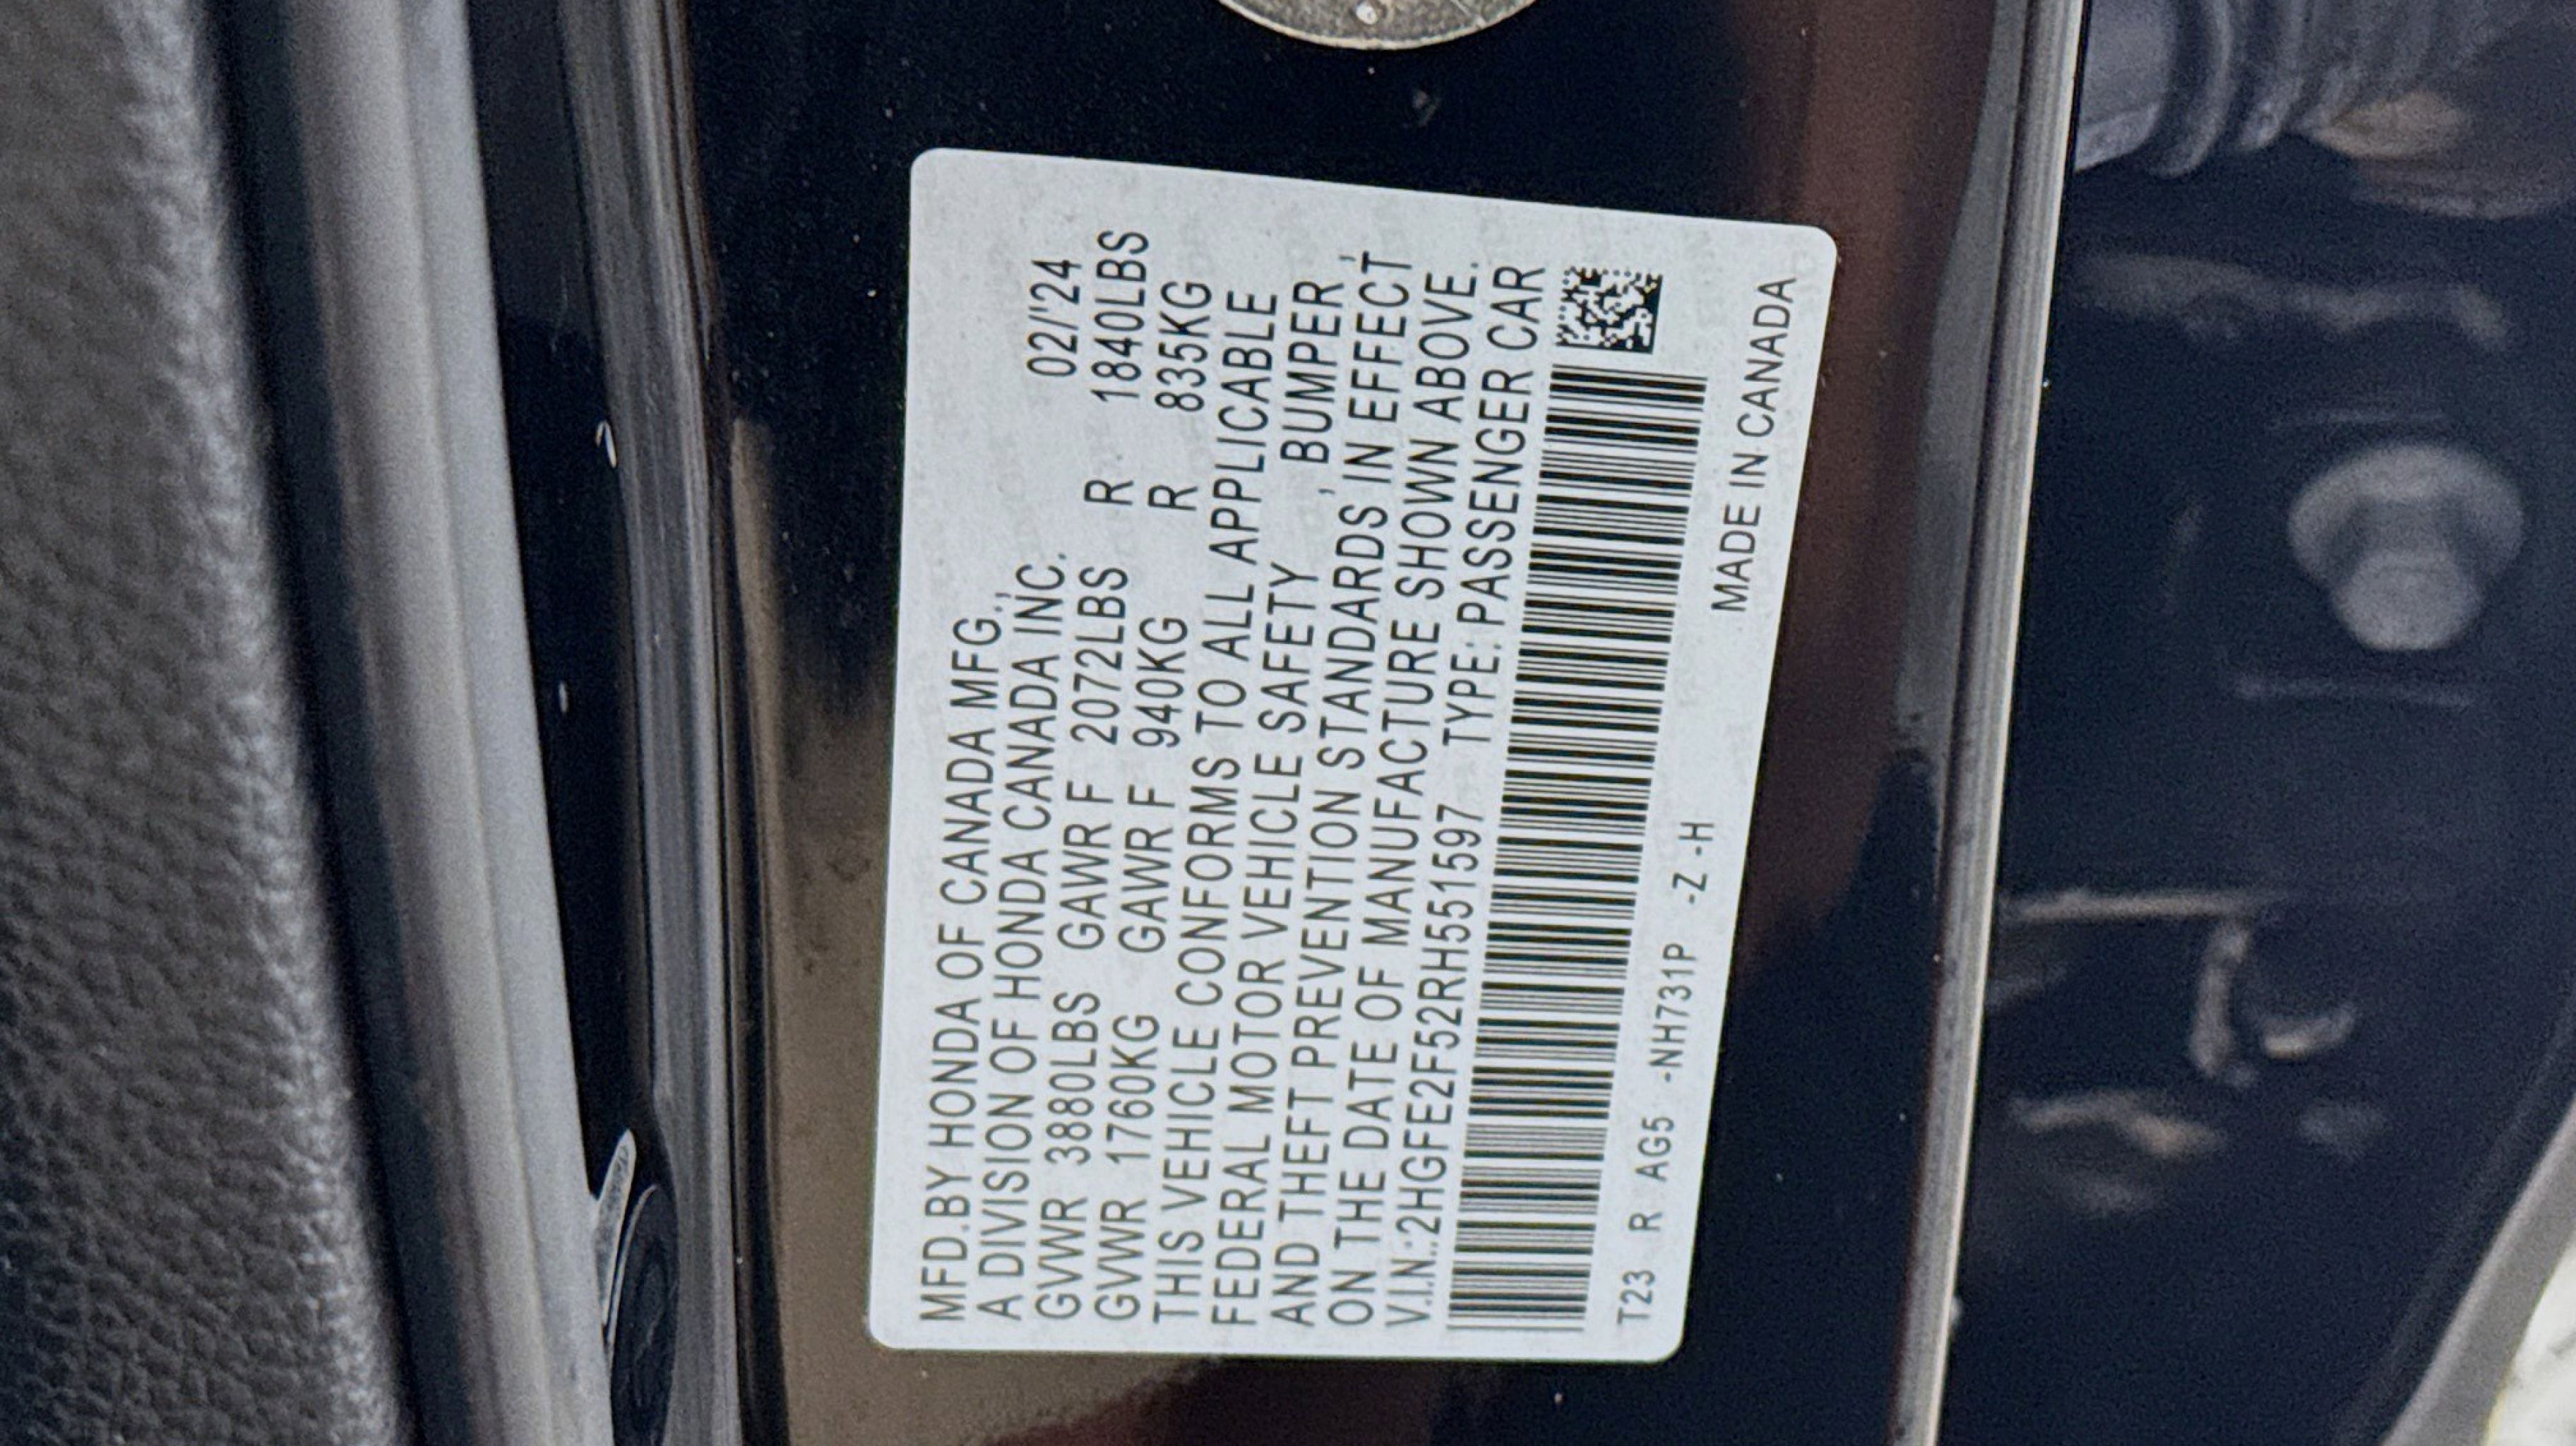 MFD.BY HONDA OF CANADA MFG.,
A DIVISION OF HONDA CANADA INC. 02/'24
GVWR 3880LBS GAWR F 2072LBS R 1840LBS
GVWR 1760KG GAWR F 940KG R 835KG
THIS VEHICLE CONFORMS TO ALL APPLICABLE
FEDERAL MOTOR VEHICLE SAFETY , BUMPER ,
AND THEFT PREVENTION STANDARDS IN EFFECT
ON THE DATE OF MANUFACTURE SHOWN ABOVE.
V.I.N.:2HGFE2F52RH551597 TYPE: PASSENGER CAR
T23 R AG5 -NH731P -Z -H
MADE IN CANADA